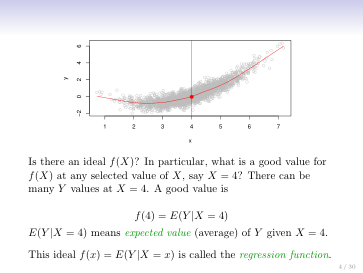 6
4
2
0
−2
y
1 2 3 4 5 6 7
x
Is there an ideal f(X)? In particular, what is a good value for
f(X) at any selected value of X, say X = 4? There can be
many Y values at X = 4. A good value is
f(4) = E(Y|X = 4)
E(Y|X = 4) means expected value (average) of Y given X = 4.
This ideal f(x) = E(Y|X = x) is called the regression function.
4 / 30